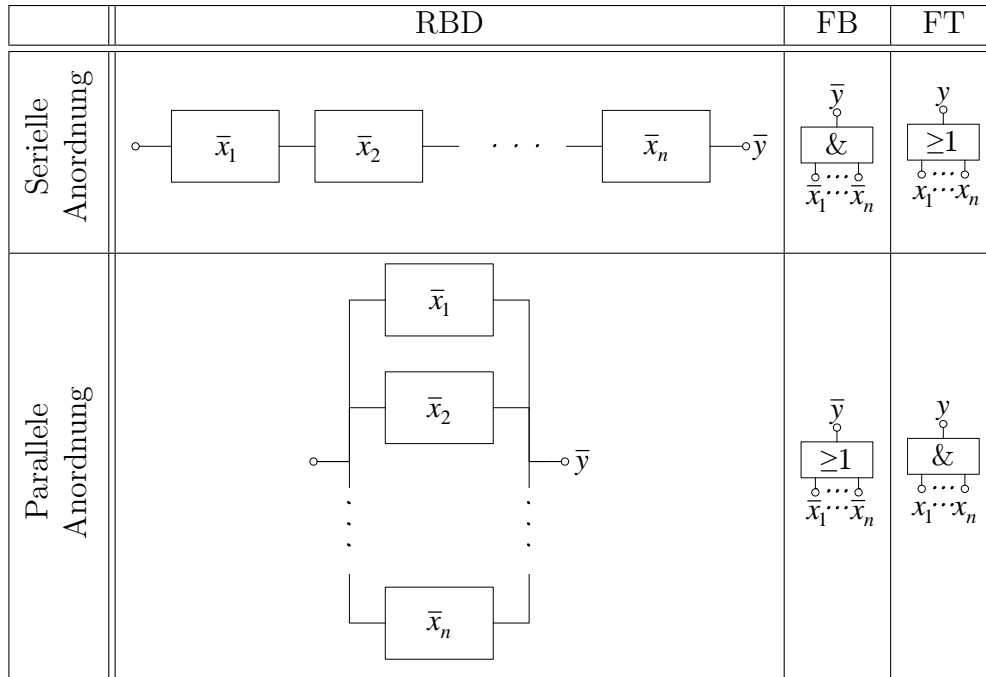 RBD FB FT
Serielle
Anordnung
x̅₁ x̅₂ · · · x̅ₙ y̅
y̅
&
x̅₁ ··· x̅ₙ
y
≥1
x₁ ··· xₙ
Parallele
Anordnung
x̅₁
x̅₂
y̅
x̅ₙ
y̅
≥1
x̅₁ ··· x̅ₙ
y
&
x₁ ··· xₙ